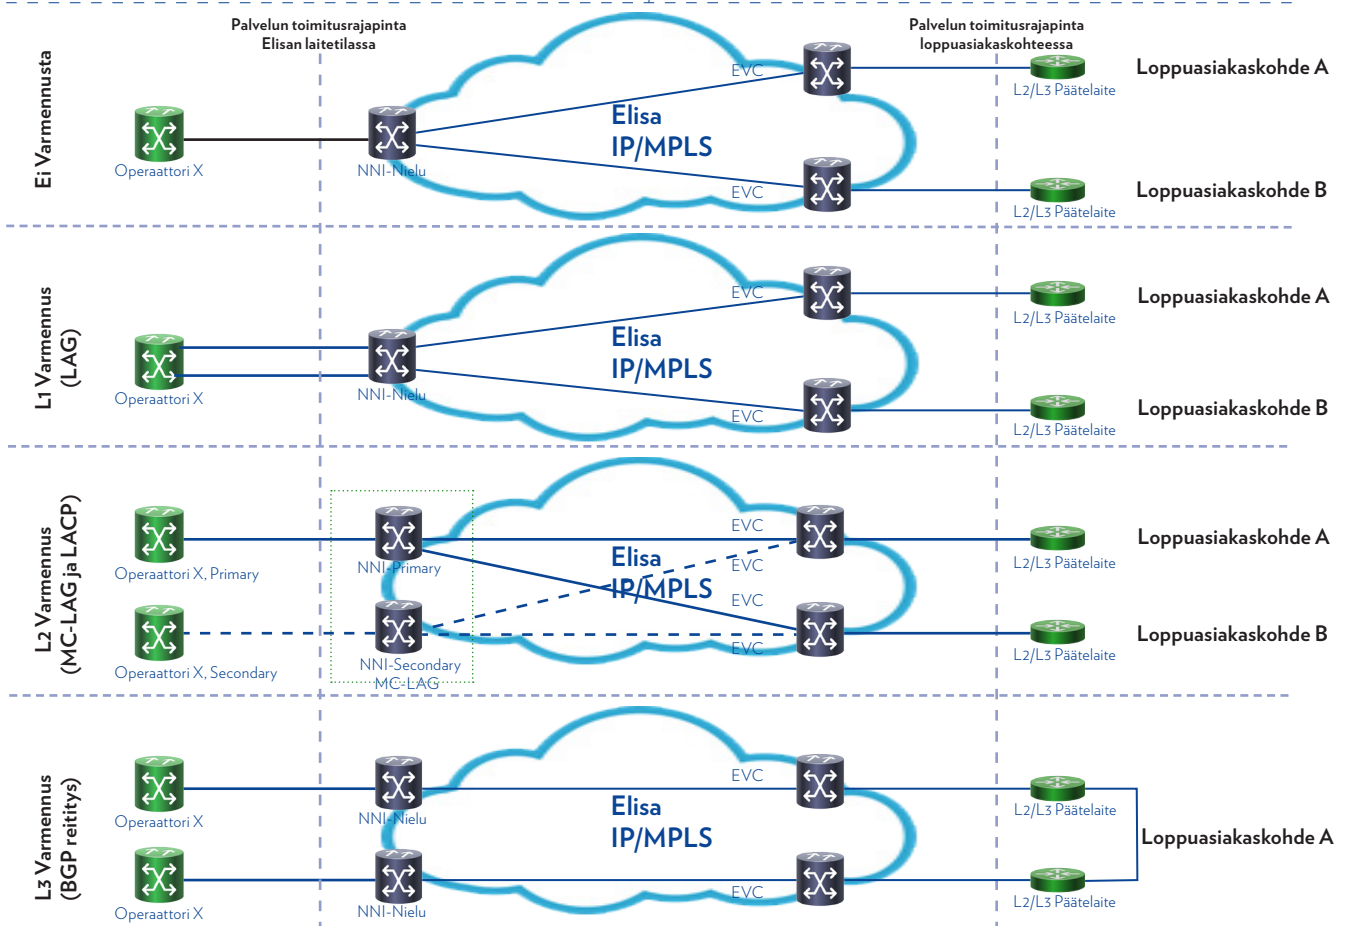 Palvelun toimitusrajapinta
Elisan laitetilassa
Palvelun toimitusrajapinta
loppuasiakaskohteessa
Ei Varmennusta
Operaattori X
NNI-Nielu
EVC
Elisa
IP/MPLS
EVC
L2/L3 Päätelaite
Loppuasiakaskohde A
L2/L3 Päätelaite
Loppuasiakaskohde B
L1 Varmennus
(LAG)
Operaattori X
NNI-Nielu
EVC
Elisa
IP/MPLS
EVC
L2/L3 Päätelaite
Loppuasiakaskohde A
L2/L3 Päätelaite
Loppuasiakaskohde B
L2 Varmennus
(MC-LAG ja LACP)
Operaattori X, Primary
Operaattori X, Secondary
NNI-Primary
NNI-Secondary
MC-LAG
EVC
Elisa
IP/MPLS
EVC
EVC
EVC
L2/L3 Päätelaite
Loppuasiakaskohde A
L2/L3 Päätelaite
Loppuasiakaskohde B
L3 Varmennus
(BGP reititys)
Operaattori X
Operaattori X
NNI-Nielu
NNI-Nielu
EVC
Elisa
IP/MPLS
EVC
L2/L3 Päätelaite
L2/L3 Päätelaite
Loppuasiakaskohde A